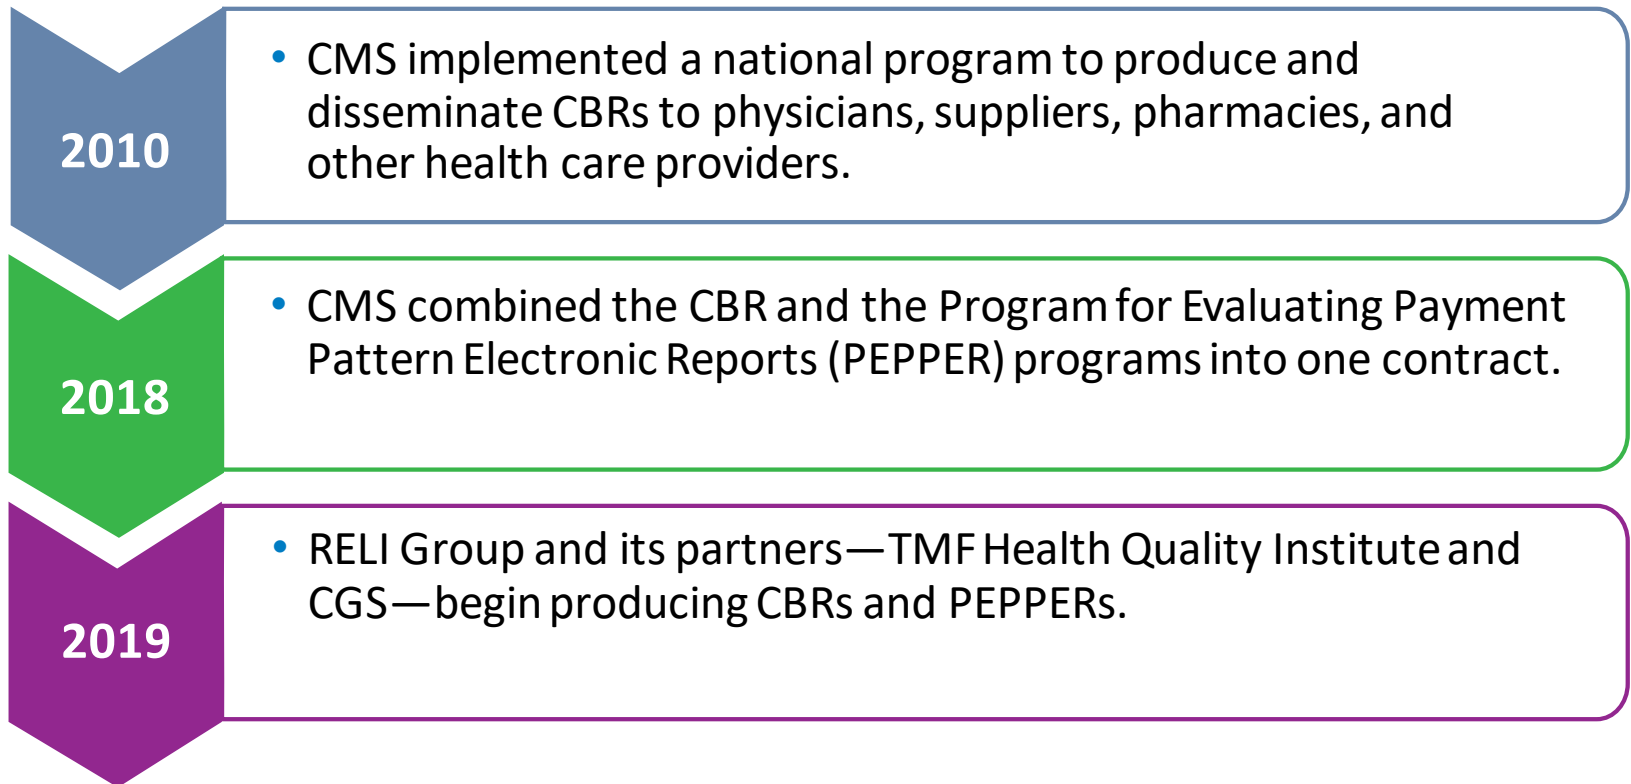 2010
• CMS implemented a national program to produce and
disseminate CBRs to physicians, suppliers, pharmacies, and
other health care providers.
2018
• CMS combined the CBR and the Program for Evaluating Payment
Pattern Electronic Reports (PEPPER) programs into one contract.
2019
• RELI Group and its partners—TMF Health Quality Institute and
CGS—begin producing CBRs and PEPPERs.